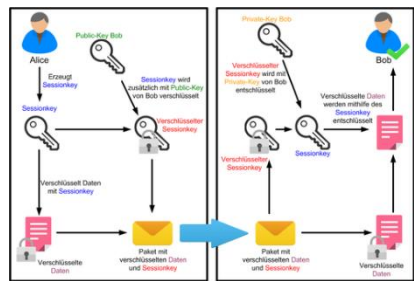 Alice
Public-Key Bob
Erzeugt
Sessionkey
Sessionkey wird
zusätzlich mit Public-Key
von Bob verschlüsselt
Sessionkey
Verschlüsselter
Sessionkey
Verschlüsselt Daten
mit Sessionkey
Verschlüsselte
Daten
Paket mit
verschlüsselten Daten
und Sessionkey
Private-Key Bob
Bob
Verschlüsselter
Sessionkey wird mit
Private-Key von Bob
entschlüsselt
Verschlüsselte Daten
werden mithilfe des
Sessionkey
entschlüsselt
Verschlüsselter
Sessionkey
Sessionkey
Paket mit
verschlüsselten Daten
und Sessionkey
Verschlüsselte
Daten